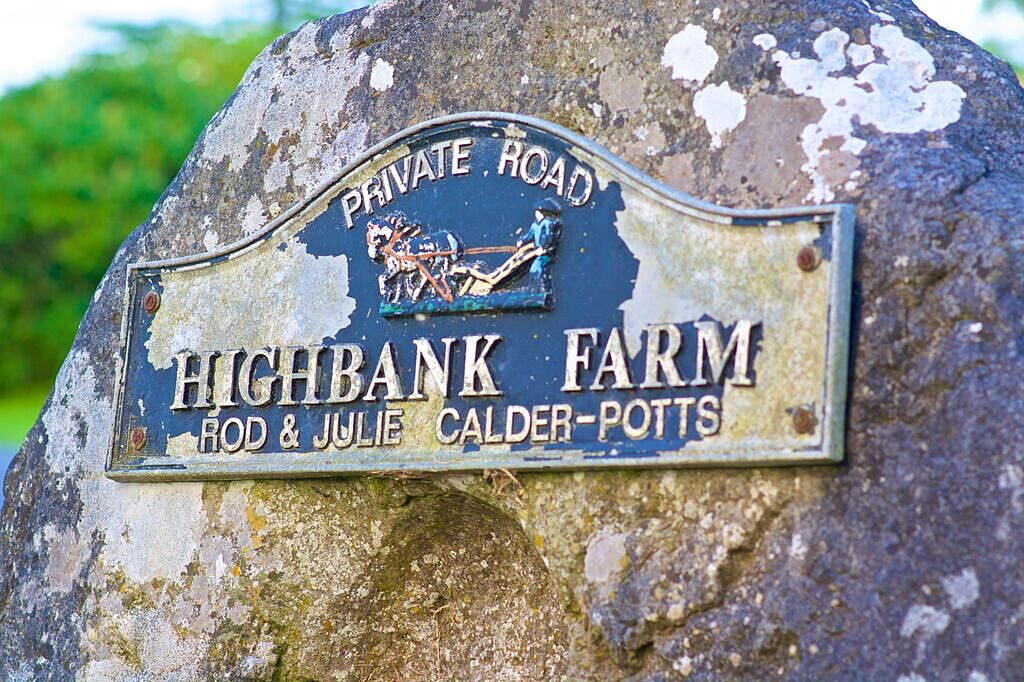 PRIVATE ROAD
HIGHBANK FARM
ROD & JULIE CALDER-POTTS